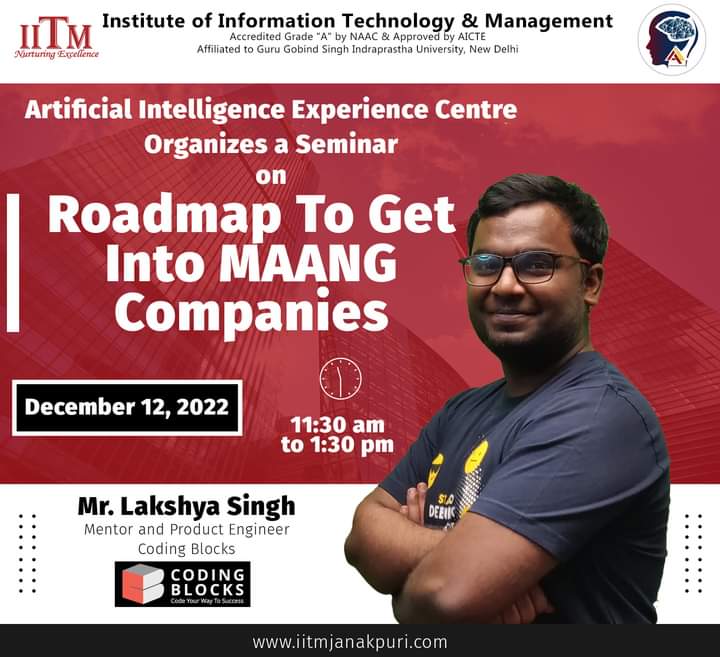 IITM
Nurturing Excellence
Institute of Information Technology & Management
Accredited Grade "A" by NAAC & Approved by AICTE
Affiliated to Guru Gobind Singh Indraprastha University, New Delhi
Artificial Intelligence Experience Centre
Organizes a Seminar
on
Roadmap To Get
Into MAANG
Companies
December 12, 2022
11:30 am
to 1:30 pm
Mr. Lakshya Singh
Mentor and Product Engineer
Coding Blocks
CODING
BLOCKS
Code Your Way To Success
www.iitmjanakpuri.com